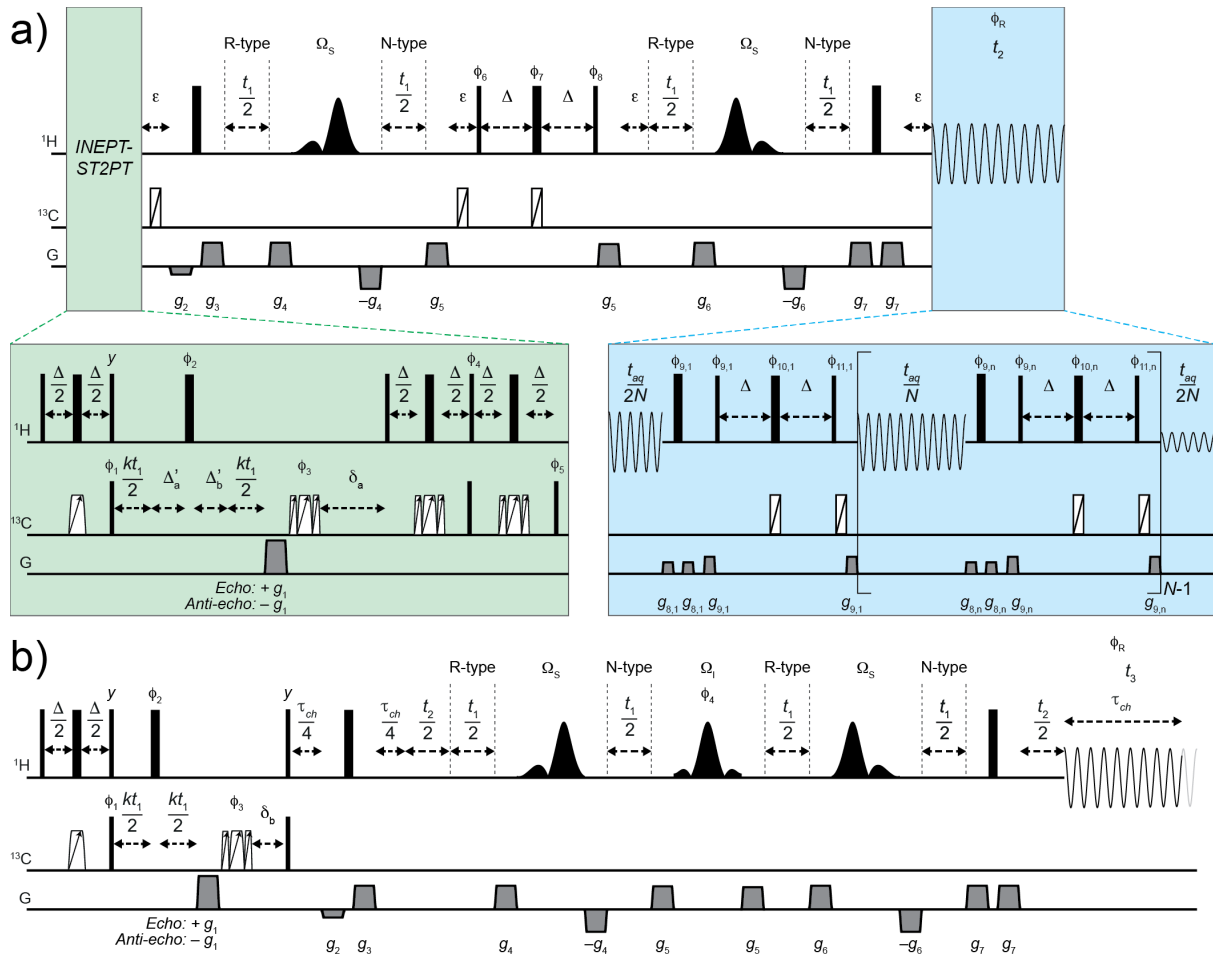 a)
ϕR
t2
R-type ΩS N-type R-type ΩS N-type
ε t1/2 t1/2 ε ϕ6 Δ ϕ7 Δ ϕ8 ε t1/2 t1/2 ε
1H
INEPT-
ST2PT
13C
G
g2 g3 g4 –g4 g5 g5 g6 –g6 g7 g7
y ϕ2 ϕ4
Δ/2 Δ/2 Δ/2 Δ/2 Δ/2 Δ/2
1H
ϕ1 kt1/2 Δ'a Δ'b kt1/2 ϕ3 δa ϕ5
13C
G
Echo: + g1
Anti-echo: – g1
ϕ9,1 ϕ9,1 ϕ10,1 ϕ11,1 ϕ9,n ϕ9,n ϕ10,n ϕ11,n
taq/2N Δ Δ taq/N Δ Δ taq/2N
1H
13C
G
g8,1 g8,1 g9,1 g9,1 g8,n g8,n g9,n g9,n N-1
b)
ϕR
R-type ΩS N-type ΩI R-type ΩS N-type t3
y ϕ2 y ϕ4 τch
Δ/2 Δ/2 τch/4 τch/4 t2/2 t1/2 t1/2 t1/2 t1/2 t2/2
1H
ϕ1 kt1/2 kt1/2 ϕ3 δb y
13C
G
Echo: + g1
Anti-echo: – g1
g2 g3 g4 –g4 g5 g5 g6 –g6 g7 g7